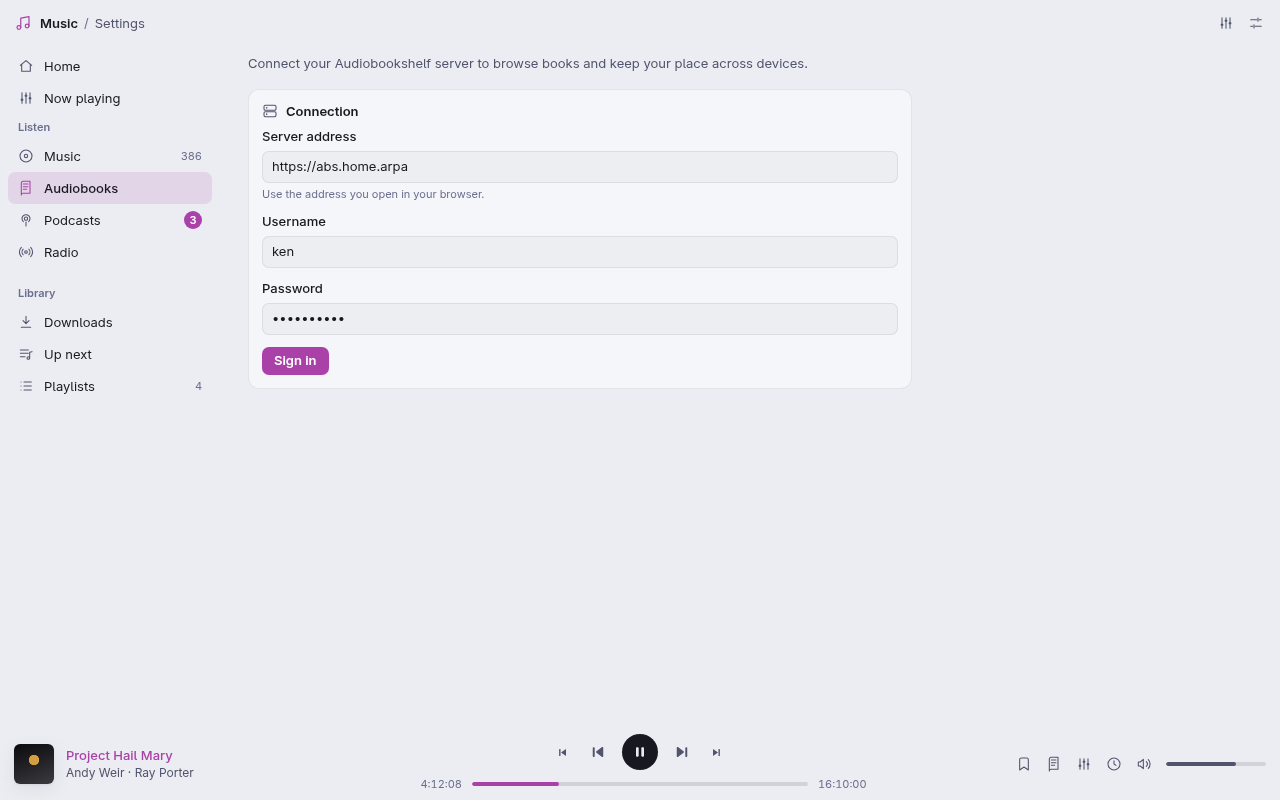 Music / Settings
Connect your Audiobookshelf server to browse books and keep your place across devices.
Home
Now playing
Listen
Music 386
Audiobooks
Podcasts 3
Radio
Library
Downloads
Up next
Playlists 4
Connection
Server address
https://abs.home.arpa
Use the address you open in your browser.
Username
ken
Password
••••••••••
Sign in
Project Hail Mary
Andy Weir · Ray Porter
4:12:08
16:10:00